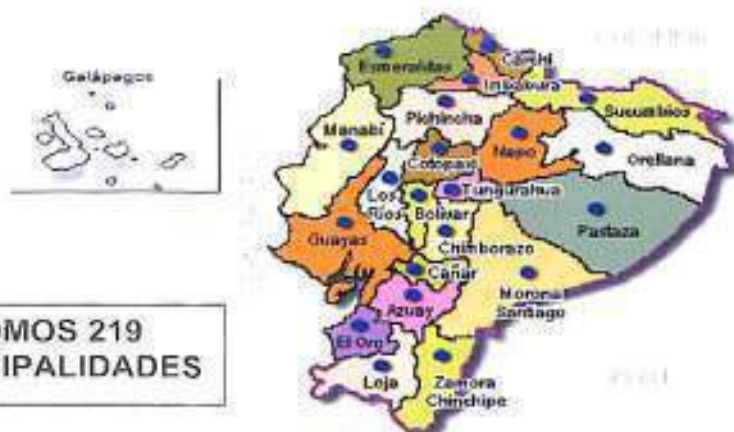 Galápagos
Esmeraldas
Carchi
Imbabura
Sucumbíos
Pichincha
Manabí
Napo
Orellana
Cotopaxi
Los
Ríos
Tungurahua
Bolívar
Pastaza
Guayas
Chimborazo
Cañar
Morona
Santiago
Azuay
El Oro
Loja
Zamora
Chinchipe
OMOS 219
IPALIDADES